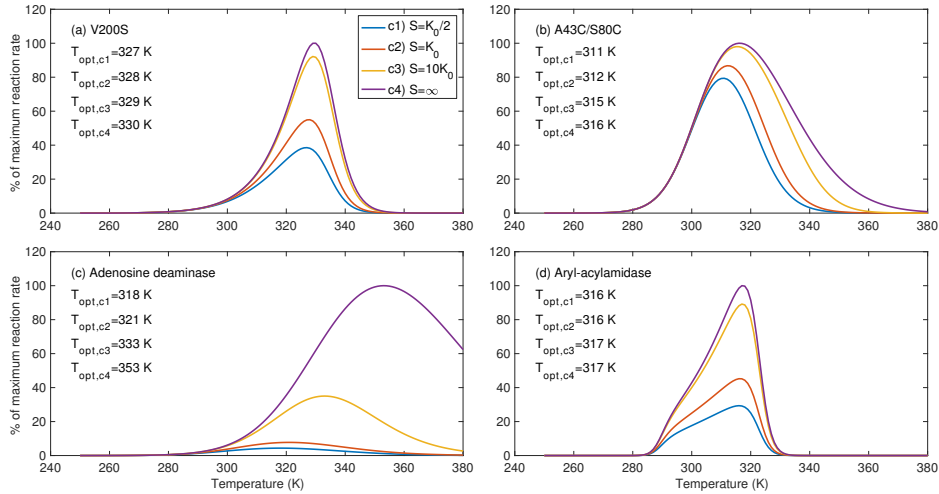 (a) V200S
T_opt,c1=327 K
T_opt,c2=328 K
T_opt,c3=329 K
T_opt,c4=330 K
c1) S=K_0/2
c2) S=K_0
c3) S=10K_0
c4) S=∞
% of maximum reaction rate
120
100
80
60
40
20
0
240 260 280 300 320 340 360 380
(b) A43C/S80C
T_opt,c1=311 K
T_opt,c2=312 K
T_opt,c3=315 K
T_opt,c4=316 K
120
100
80
60
40
20
0
240 260 280 300 320 340 360 380
(c) Adenosine deaminase
T_opt,c1=318 K
T_opt,c2=321 K
T_opt,c3=333 K
T_opt,c4=353 K
% of maximum reaction rate
120
100
80
60
40
20
0
240 260 280 300 320 340 360 380
Temperature (K)
(d) Aryl-acylamidase
T_opt,c1=316 K
T_opt,c2=316 K
T_opt,c3=317 K
T_opt,c4=317 K
120
100
80
60
40
20
0
240 260 280 300 320 340 360 380
Temperature (K)